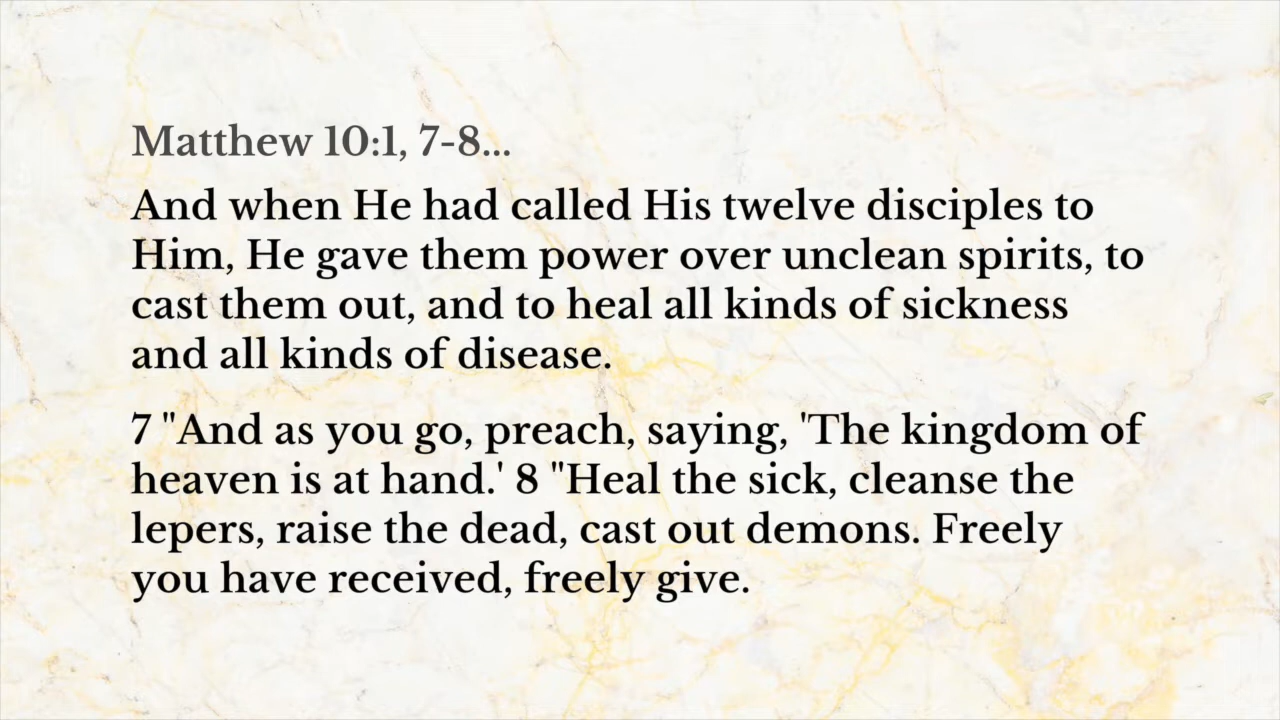 Matthew 10:1, 7-8...
And when He had called His twelve disciples to
Him, He gave them power over unclean spirits, to
cast them out, and to heal all kinds of sickness
and all kinds of disease.
7 "And as you go, preach, saying, 'The kingdom of
heaven is at hand.' 8 "Heal the sick, cleanse the
lepers, raise the dead, cast out demons. Freely
you have received, freely give.